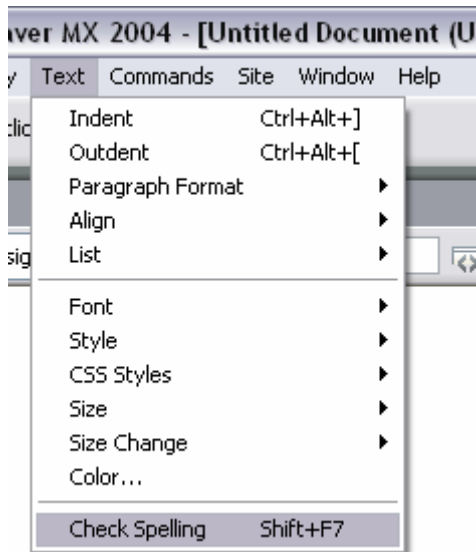 aver MX 2004 - [Untitled Document (U
Text Commands Site Window Help
Indent Ctrl+Alt+]
Outdent Ctrl+Alt+[
Paragraph Format
Align
List
Font
Style
CSS Styles
Size
Size Change
Color...
Check Spelling Shift+F7